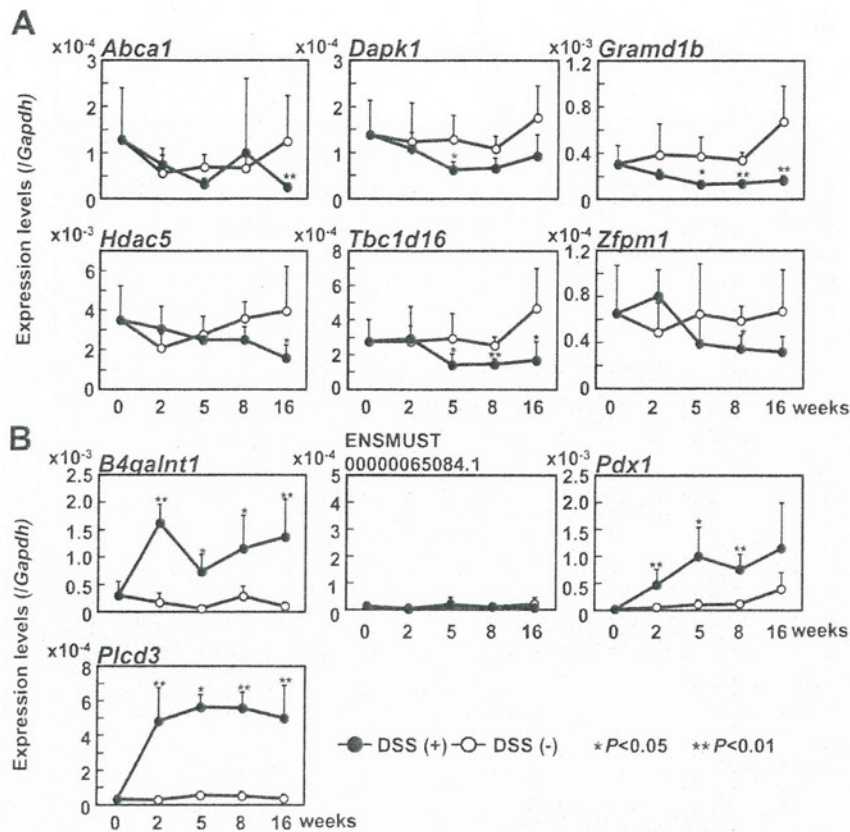 A
x10-4 Abca1
x10-4 Dapk1
x10-3 Gramd1b
3
2
1
0
3
2
1
0
1.2
0.8
0.4
0
**
*
* ** **
Expression levels (/Gapdh)
x10-3 Hdac5
x10-4 Tbc1d16
x10-4 Zfpm1
6
4
2
0
8
6
4
2
0
1.2
0.8
0.4
0
*
* ** *
*
0 2 5 8 16
0 2 5 8 16
0 2 5 8 16 weeks
B
x10-3 B4galnt1
x10-4 ENSMUST
00000065084.1
x10-3 Pdx1
2.5
2.0
1.5
1.0
0.5
0
5
4
3
2
1
0
2.5
2.0
1.5
1.0
0.5
0
** * * **
** * **
0 2 5 8 16
0 2 5 8 16
0 2 5 8 16 weeks
Expression levels (/Gapdh)
x10-4 Plcd3
8
6
4
2
0
** * ** **
0 2 5 8 16 weeks
DSS (+) DSS (-) *P<0.05 **P<0.01